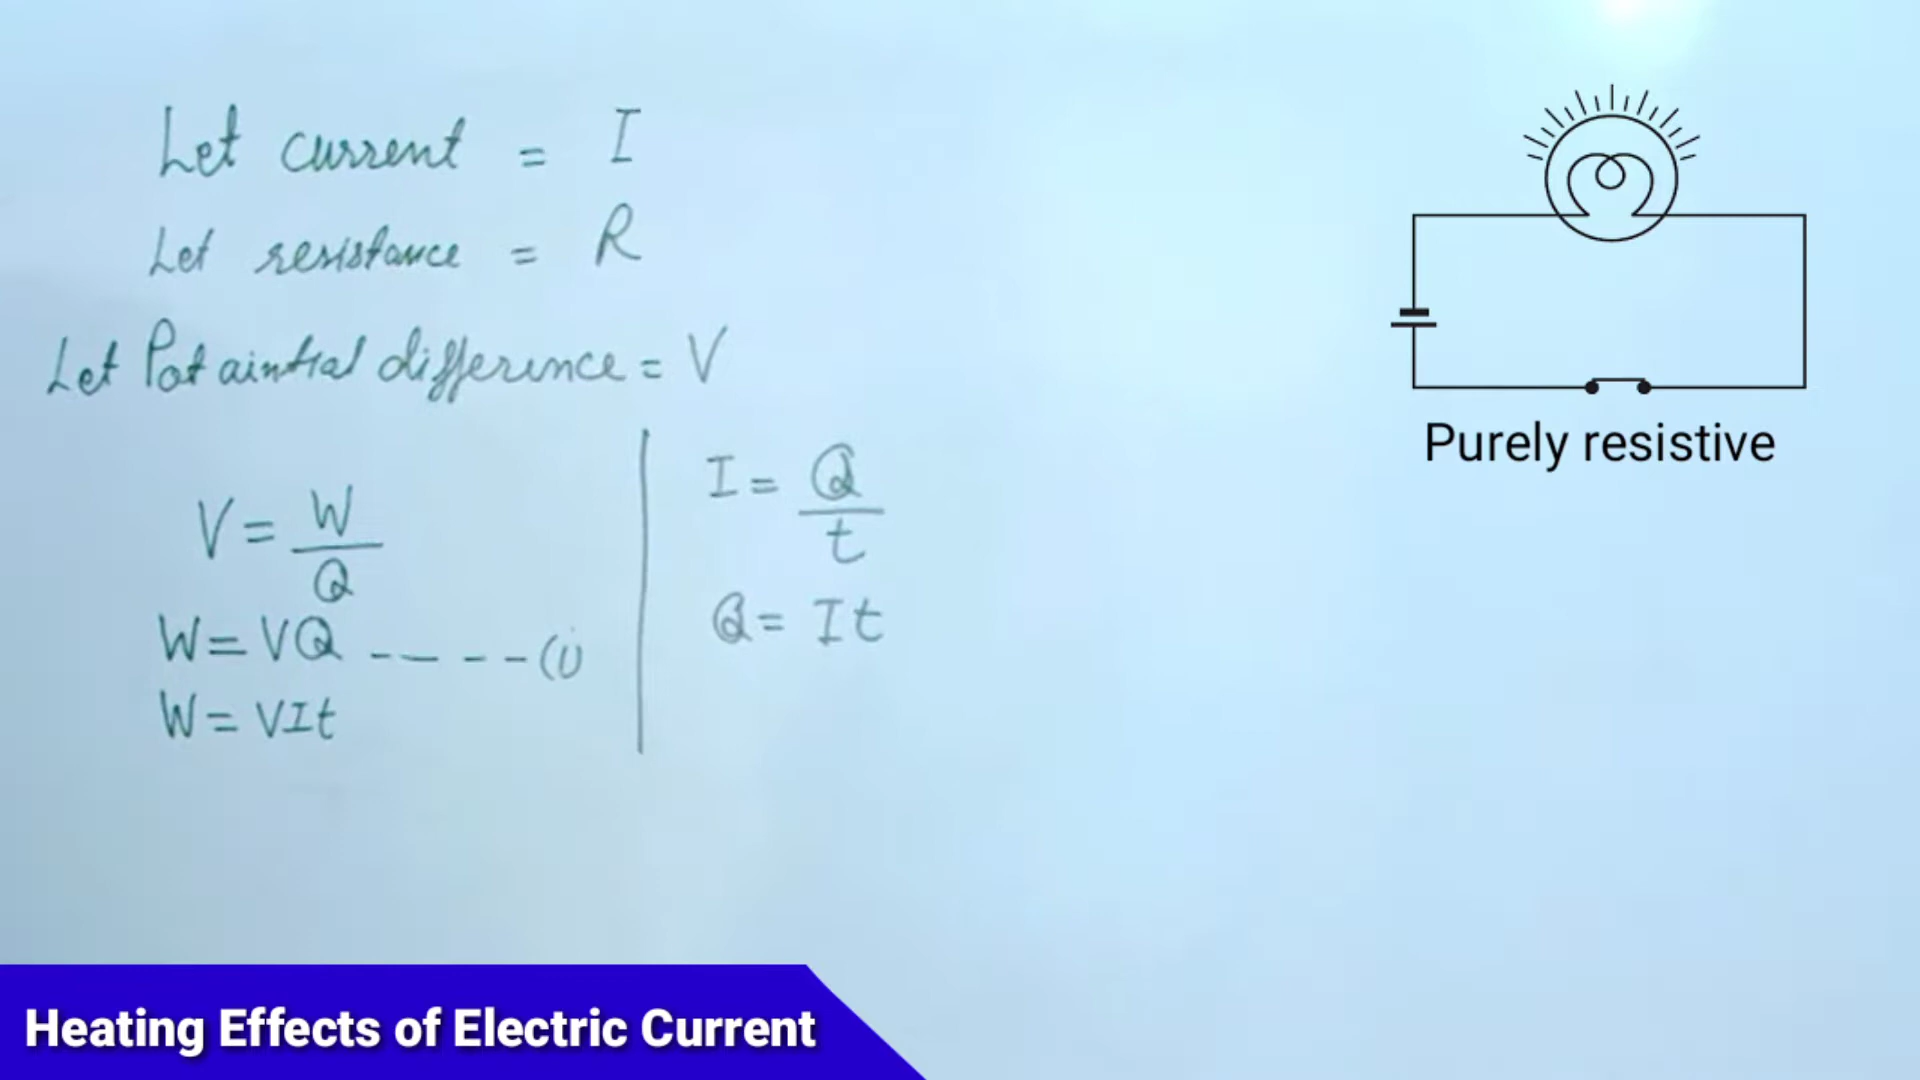 Let current = I
Let resistance = R
Let Potaintial difference = V
V = W/Q
W = VQ ----- (i)
W = VIt
I = Q/t
Q = It
Purely resistive
Heating Effects of Electric Current